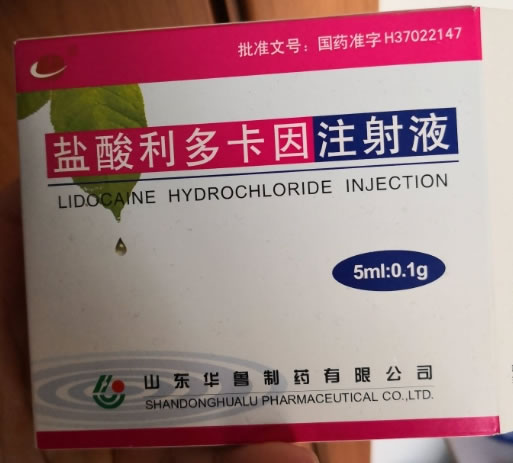 批准文号：国药准字H37022147
盐酸利多卡因注射液
LIDOCAINE HYDROCHLORIDE INJECTION
5ml:0.1g
山东华鲁制药有限公司
SHANDONGHUALU PHARMACEUTICAL CO.,LTD.